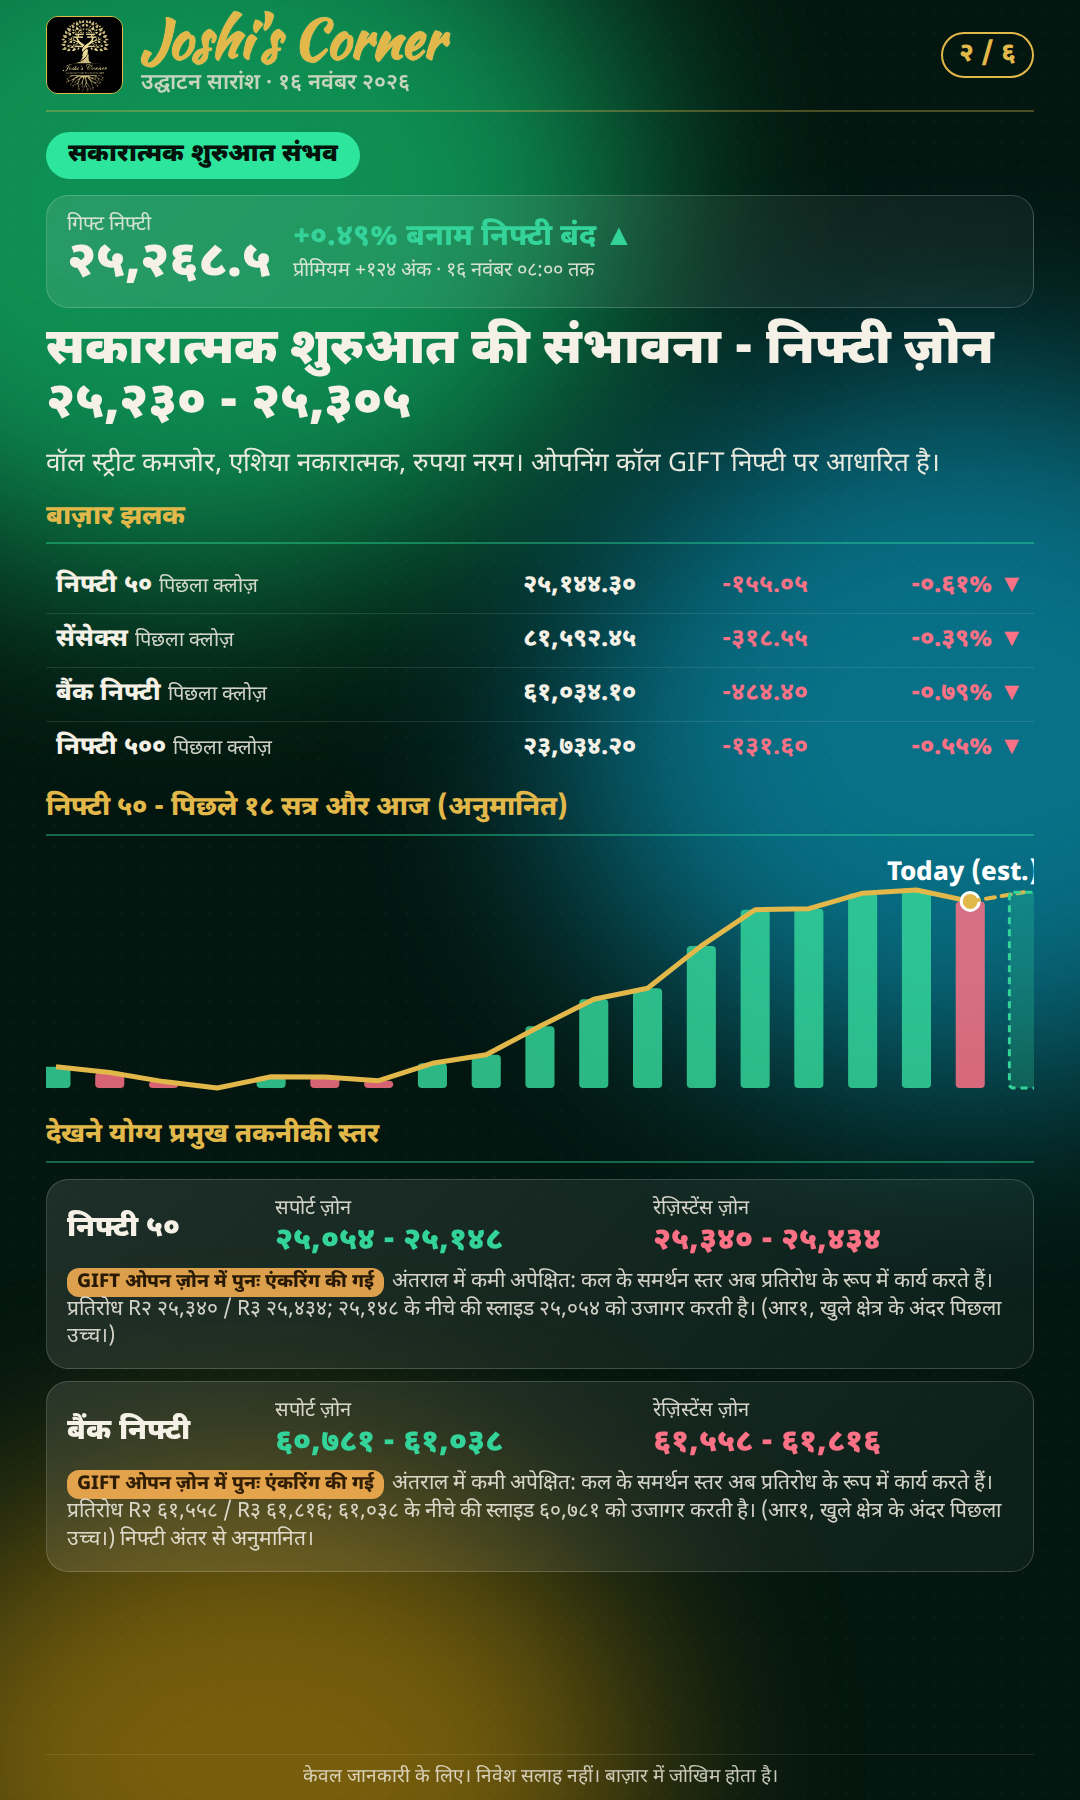 Joshi's Corner
Joshi's Corner
उद्घाटन सारांश · १६ नवंबर २०२६
२ / ६
सकारात्मक शुरुआत संभव
गिफ्ट निफ्टी
२५,२६८.५
+०.४९% बनाम निफ्टी बंद ▲
प्रीमियम +१२४ अंक · १६ नवंबर ०८:०० तक
सकारात्मक शुरुआत की संभावना - निफ्टी ज़ोन
२५,२३० - २५,३०५
वॉल स्ट्रीट कमजोर, एशिया नकारात्मक, रुपया नरम। ओपनिंग कॉल GIFT निफ्टी पर आधारित है।
बाज़ार झलक
निफ्टी ५० पिछला क्लोज़ २५,१४४.३० -१५५.०५ -०.६१% ▼
सेंसेक्स पिछला क्लोज़ ८१,५९२.४५ -३१८.५५ -०.३९% ▼
बैंक निफ्टी पिछला क्लोज़ ६१,०३४.१० -४८४.४० -०.७९% ▼
निफ्टी ५०० पिछला क्लोज़ २३,७३४.२० -१३१.६० -०.५५% ▼
निफ्टी ५० - पिछले १८ सत्र और आज (अनुमानित)
Today (est.)
देखने योग्य प्रमुख तकनीकी स्तर
निफ्टी ५०
सपोर्ट ज़ोन
२५,०५४ - २५,१४८
रेज़िस्टेंस ज़ोन
२५,३४० - २५,४३४
GIFT ओपन ज़ोन में पुनः एंकरिंग की गई अंतराल में कमी अपेक्षित: कल के समर्थन स्तर अब प्रतिरोध के रूप में कार्य करते हैं।
प्रतिरोध R२ २५,३४० / R३ २५,४३४; २५,१४८ के नीचे की स्लाइड २५,०५४ को उजागर करती है। (आर१, खुले क्षेत्र के अंदर पिछला
उच्च।)
बैंक निफ्टी
सपोर्ट ज़ोन
६०,७८१ - ६१,०३८
रेज़िस्टेंस ज़ोन
६१,५५८ - ६१,८१६
GIFT ओपन ज़ोन में पुनः एंकरिंग की गई अंतराल में कमी अपेक्षित: कल के समर्थन स्तर अब प्रतिरोध के रूप में कार्य करते हैं।
प्रतिरोध R२ ६१,५५८ / R३ ६१,८१६; ६१,०३८ के नीचे की स्लाइड ६०,७८१ को उजागर करती है। (आर१, खुले क्षेत्र के अंदर पिछला
उच्च।) निफ्टी अंतर से अनुमानित।
केवल जानकारी के लिए। निवेश सलाह नहीं। बाज़ार में जोखिम होता है।